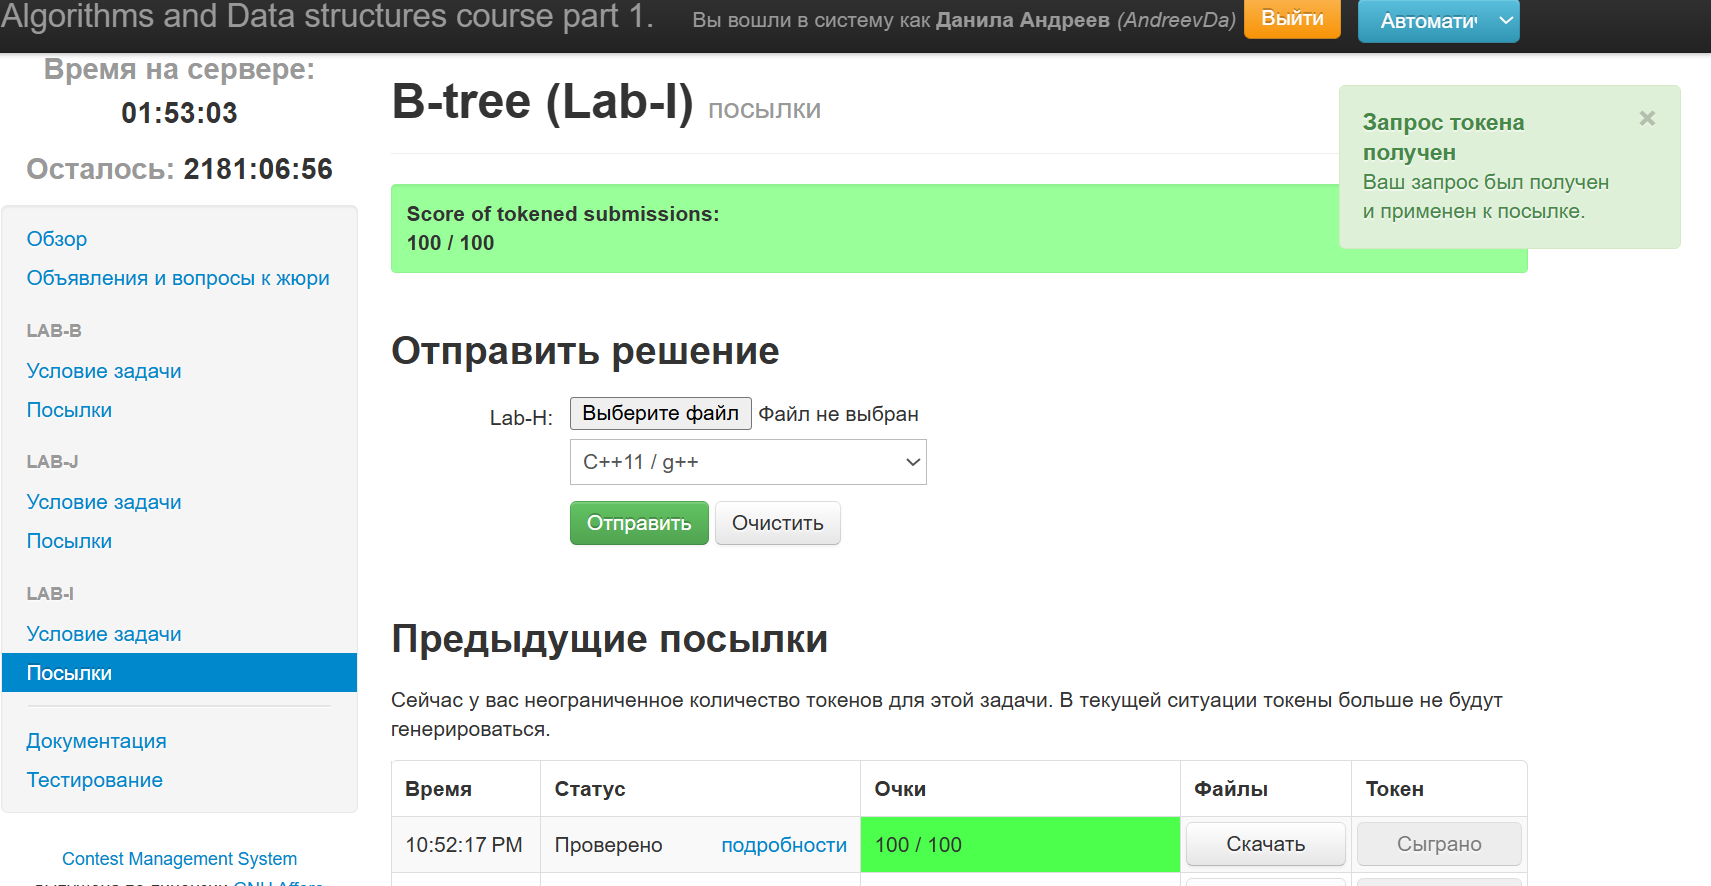 Algorithms and Data structures course part 1.
Вы вошли в систему как Данила Андреев (AndreevDa)
Выйти
Автомати
Время на сервере:
01:53:03
Осталось: 2181:06:56
Обзор
Объявления и вопросы к жюри
LAB-B
Условие задачи
Посылки
LAB-J
Условие задачи
Посылки
LAB-I
Условие задачи
Посылки
Документация
Тестирование
Contest Management System
B-tree (Lab-I) посылки
Запрос токена
получен
×
Ваш запрос был получен
и применен к посылке.
Score of tokened submissions:
100 / 100
Отправить решение
Lab-H:
Выберите файл
Файл не выбран
C++11 / g++
Отправить
Очистить
Предыдущие посылки
Сейчас у вас неограниченное количество токенов для этой задачи. В текущей ситуации токены больше не будут
генерироваться.
Время Статус Очки Файлы Токен
10:52:17 PM Проверено подробности 100 / 100 Скачать Сыграно